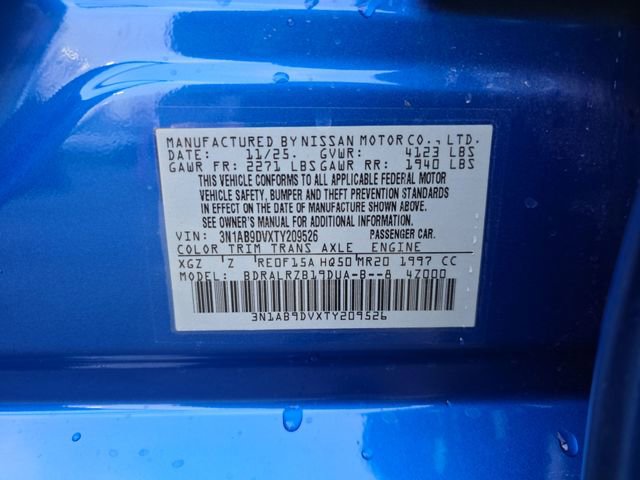 MANUFACTURED BY NISSAN MOTOR CO., LTD.
DATE: 11/25. GVWR: 4123 LBS
GAWR FR: 2271 LBS GAWR RR: 1940 LBS
THIS VEHICLE CONFORMS TO ALL APPLICABLE FEDERAL MOTOR
VEHICLE SAFETY, BUMPER AND THEFT PREVENTION STANDARDS
IN EFFECT ON THE DATE OF MANUFACTURE SHOWN ABOVE.
SEE OWNER'S MANUAL FOR ADDITIONAL INFORMATION.
VIN: 3N1AB9DVXTY209526 PASSENGER CAR.
COLOR TRIM TRANS AXLE ENGINE
XGZ Z RE0F15A HQ50 MR20 1997 CC
MODEL: BDRALRZB19DUA-B--8 4Z000
3N1AB9DVXTY209526